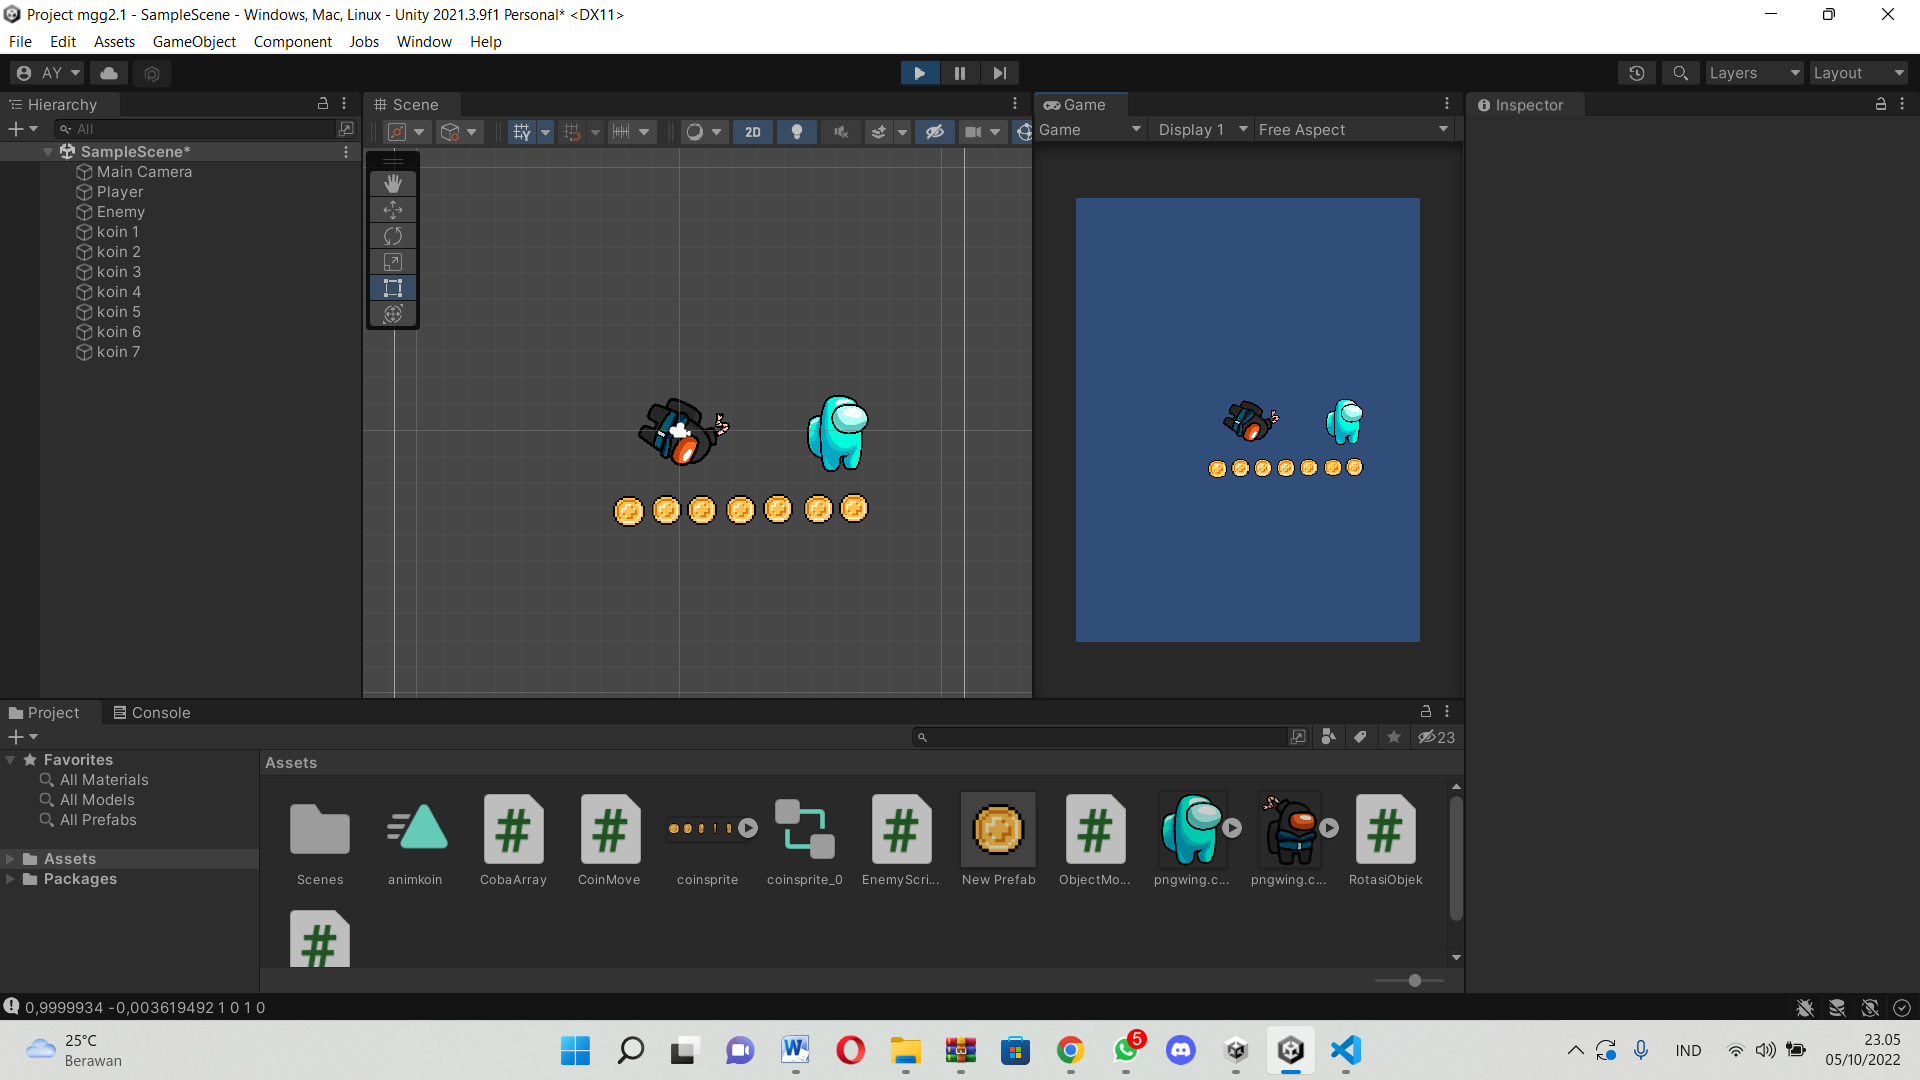 Project mgg2.1 - SampleScene - Windows, Mac, Linux - Unity 2021.3.9f1 Personal* <DX11>
File Edit Assets GameObject Component Jobs Window Help
AY
Layers
Layout
Hierarchy
All
SampleScene*
Main Camera
Player
Enemy
koin 1
koin 2
koin 3
koin 4
koin 5
koin 6
koin 7
Scene
2D
Game
Game
Display 1
Free Aspect
Inspector
Project
Console
23
Favorites
All Materials
All Models
All Prefabs
Assets
Packages
Assets
Scenes
animkoin
CobaArray
CoinMove
coinsprite
coinsprite_0
EnemyScri...
New Prefab
ObjectMo...
pngwing.c...
pngwing.c...
RotasiObjek
0,9999934 -0,003619492 1 0 1 0
25°C
Berawan
5
IND
23.05
05/10/2022